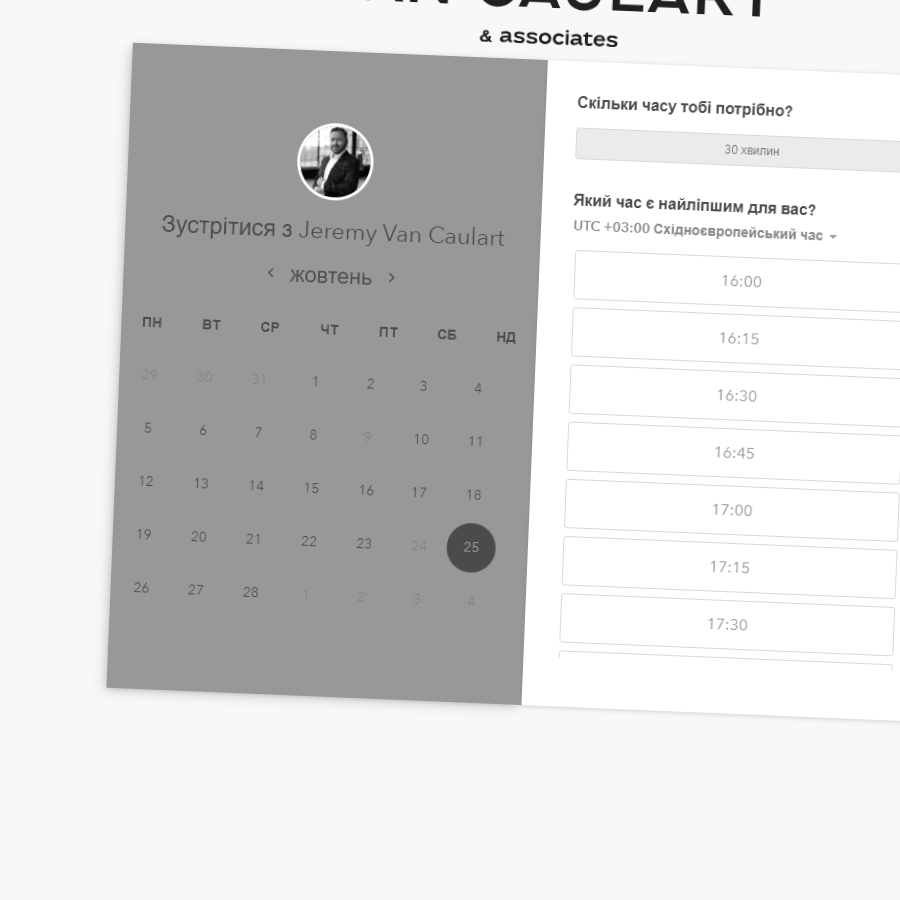 CAULART
& associates
Зустрітися з Jeremy Van Caulart
жовтень
ПН ВТ СР ЧТ ПТ СБ НД
29 30 31 1 2 3 4
5 6 7 8 9 10 11
12 13 14 15 16 17 18
19 20 21 22 23 24 25
26 27 28 1 2 3 4
Скільки часу тобі потрібно?
30 хвилин
Який час є найліпшим для вас?
UTC +03:00 Східноєвропейський час
16:00
16:15
16:30
16:45
17:00
17:15
17:30